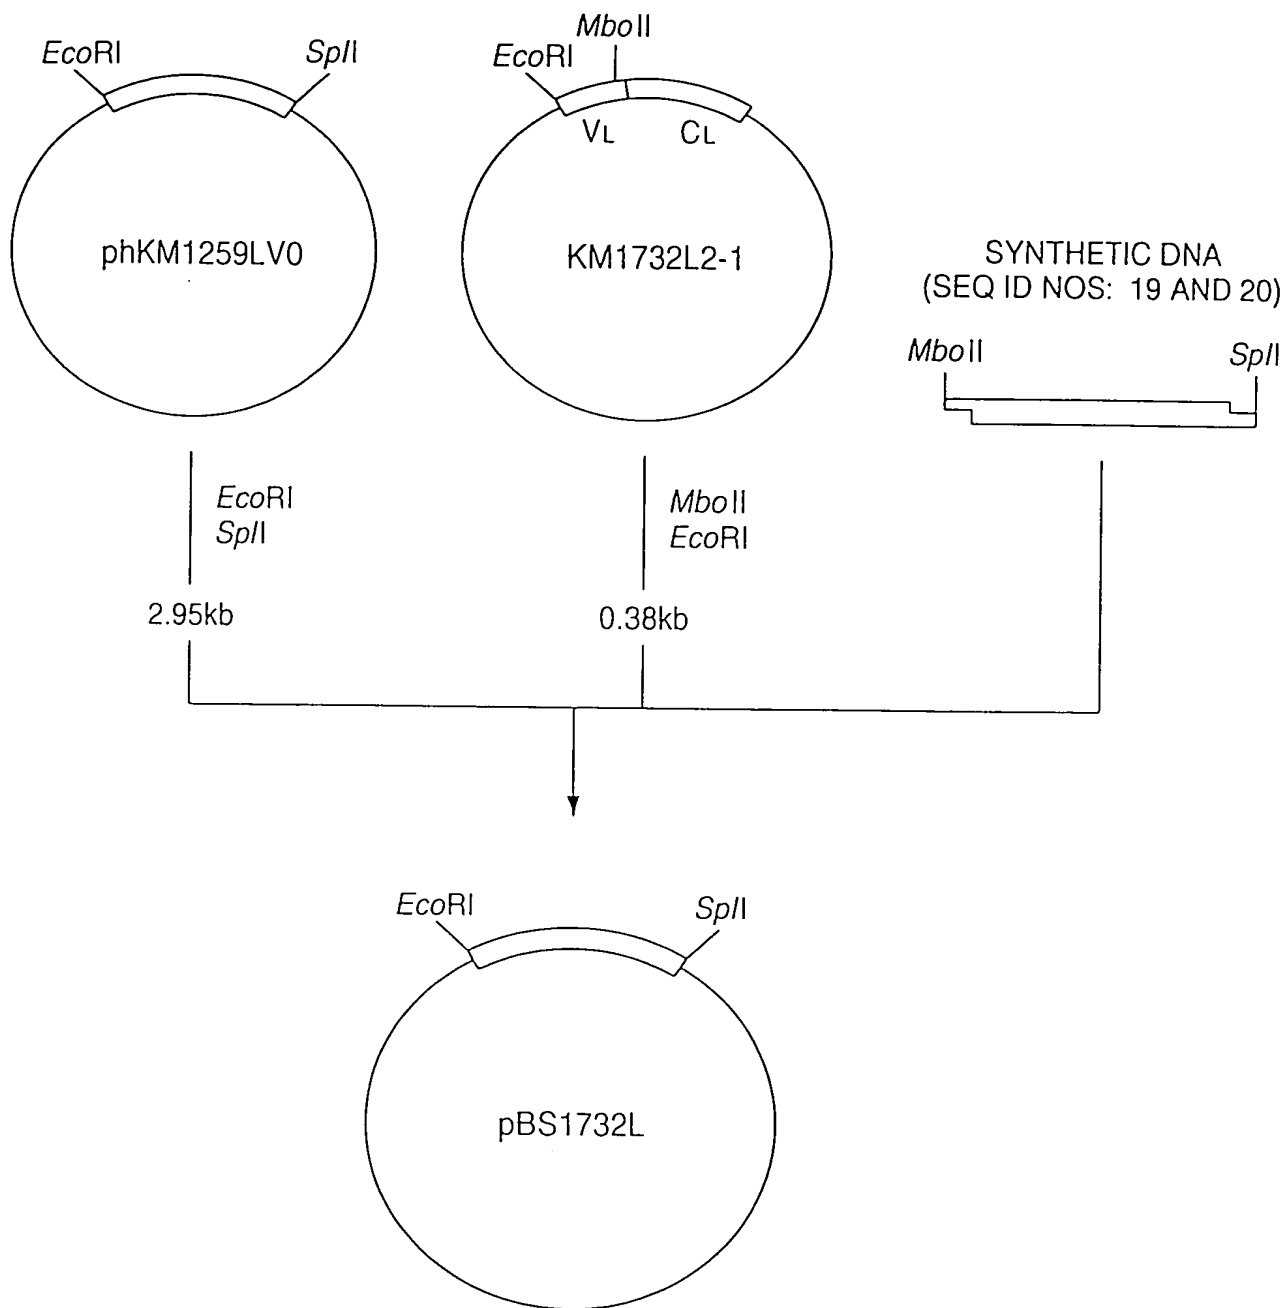 EcoRI
SplI
phKM1259LV0
MboII
EcoRI
VL
CL
KM1732L2-1
SYNTHETIC DNA
(SEQ ID NOS: 19 AND 20)
MboII
SplI
EcoRI
SplI
2.95kb
MboII
EcoRI
0.38kb
EcoRI
SplI
pBS1732L